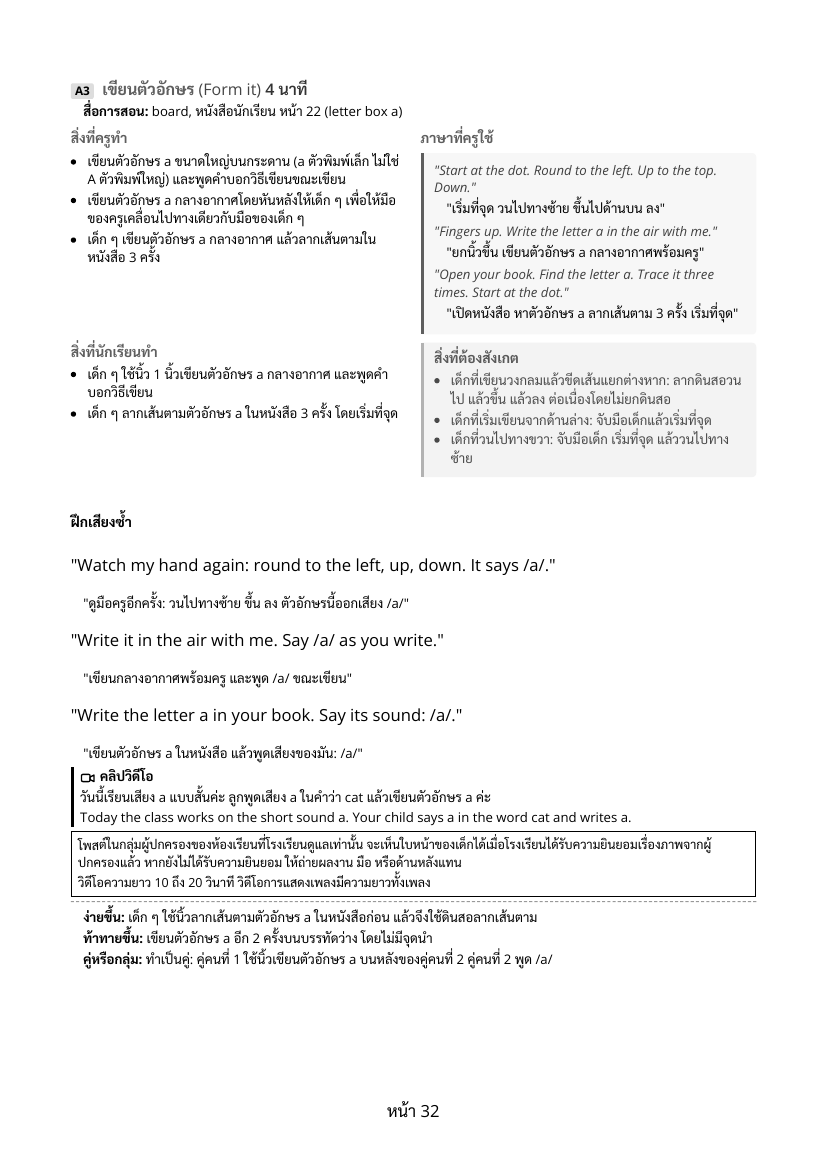 A3 เขียนตัวอักษร (Form it) 4 นาที
สื่อการสอน: board, หนังสือนักเรียน หน้า 22 (letter box a)
สิ่งที่ครูทำ
• เขียนตัวอักษร a ขนาดใหญ่บนกระดาน (a ตัวพิมพ์เล็ก ไม่ใช่
A ตัวพิมพ์ใหญ่) และพูดคำบอกวิธีเขียนขณะเขียน
• เขียนตัวอักษร a กลางอากาศโดยหันหลังให้เด็ก ๆ เพื่อให้มือ
ของครูเคลื่อนไปทางเดียวกับมือของเด็ก ๆ
• เด็ก ๆ เขียนตัวอักษร a กลางอากาศ แล้วลากเส้นตามใน
หนังสือ 3 ครั้ง
ภาษาที่ครูใช้
"Start at the dot. Round to the left. Up to the top.
Down."
"เริ่มที่จุด วนไปทางซ้าย ขึ้นไปด้านบน ลง"
"Fingers up. Write the letter a in the air with me."
"ยกนิ้วขึ้น เขียนตัวอักษร a กลางอากาศพร้อมครู"
"Open your book. Find the letter a. Trace it three
times. Start at the dot."
"เปิดหนังสือ หาตัวอักษร a ลากเส้นตาม 3 ครั้ง เริ่มที่จุด"
สิ่งที่นักเรียนทำ
• เด็ก ๆ ใช้นิ้ว 1 นิ้วเขียนตัวอักษร a กลางอากาศ และพูดคำ
บอกวิธีเขียน
• เด็ก ๆ ลากเส้นตามตัวอักษร a ในหนังสือ 3 ครั้ง โดยเริ่มที่จุด
สิ่งที่ต้องสังเกต
• เด็กที่เขียนวงกลมแล้วขีดเส้นแยกต่างหาก: ลากดินสอวน
ไป แล้วขึ้น แล้วลง ต่อเนื่องโดยไม่ยกดินสอ
• เด็กที่เริ่มเขียนจากด้านล่าง: จับมือเด็กแล้วเริ่มที่จุด
• เด็กที่วนไปทางขวา: จับมือเด็ก เริ่มที่จุด แล้ววนไปทาง
ซ้าย
ฝึกเสียงซ้ำ
"Watch my hand again: round to the left, up, down. It says /a/."
"ดูมือครูอีกครั้ง: วนไปทางซ้าย ขึ้น ลง ตัวอักษรนี้ออกเสียง /a/"
"Write it in the air with me. Say /a/ as you write."
"เขียนกลางอากาศพร้อมครู และพูด /a/ ขณะเขียน"
"Write the letter a in your book. Say its sound: /a/."
"เขียนตัวอักษร a ในหนังสือ แล้วพูดเสียงของมัน: /a/"
คลิปวิดีโอ
วันนี้เรียนเสียง a แบบสั้นค่ะ ลูกพูดเสียง a ในคำว่า cat แล้วเขียนตัวอักษร a ค่ะ
Today the class works on the short sound a. Your child says a in the word cat and writes a.
โพสต์ในกลุ่มผู้ปกครองของห้องเรียนที่โรงเรียนดูแลเท่านั้น จะเห็นใบหน้าของเด็กได้เมื่อโรงเรียนได้รับความยินยอมเรื่องภาพจากผู้
ปกครองแล้ว หากยังไม่ได้รับความยินยอม ให้ถ่ายผลงาน มือ หรือด้านหลังแทน
วิดีโอความยาว 10 ถึง 20 วินาที วิดีโอการแสดงเพลงมีความยาวทั้งเพลง
ง่ายขึ้น: เด็ก ๆ ใช้นิ้วลากเส้นตามตัวอักษร a ในหนังสือก่อน แล้วจึงใช้ดินสอลากเส้นตาม
ท้าทายขึ้น: เขียนตัวอักษร a อีก 2 ครั้งบนบรรทัดว่าง โดยไม่มีจุดนำ
คู่หรือกลุ่ม: ทำเป็นคู่: คู่คนที่ 1 ใช้นิ้วเขียนตัวอักษร a บนหลังของคู่คนที่ 2 คู่คนที่ 2 พูด /a/
หน้า 32